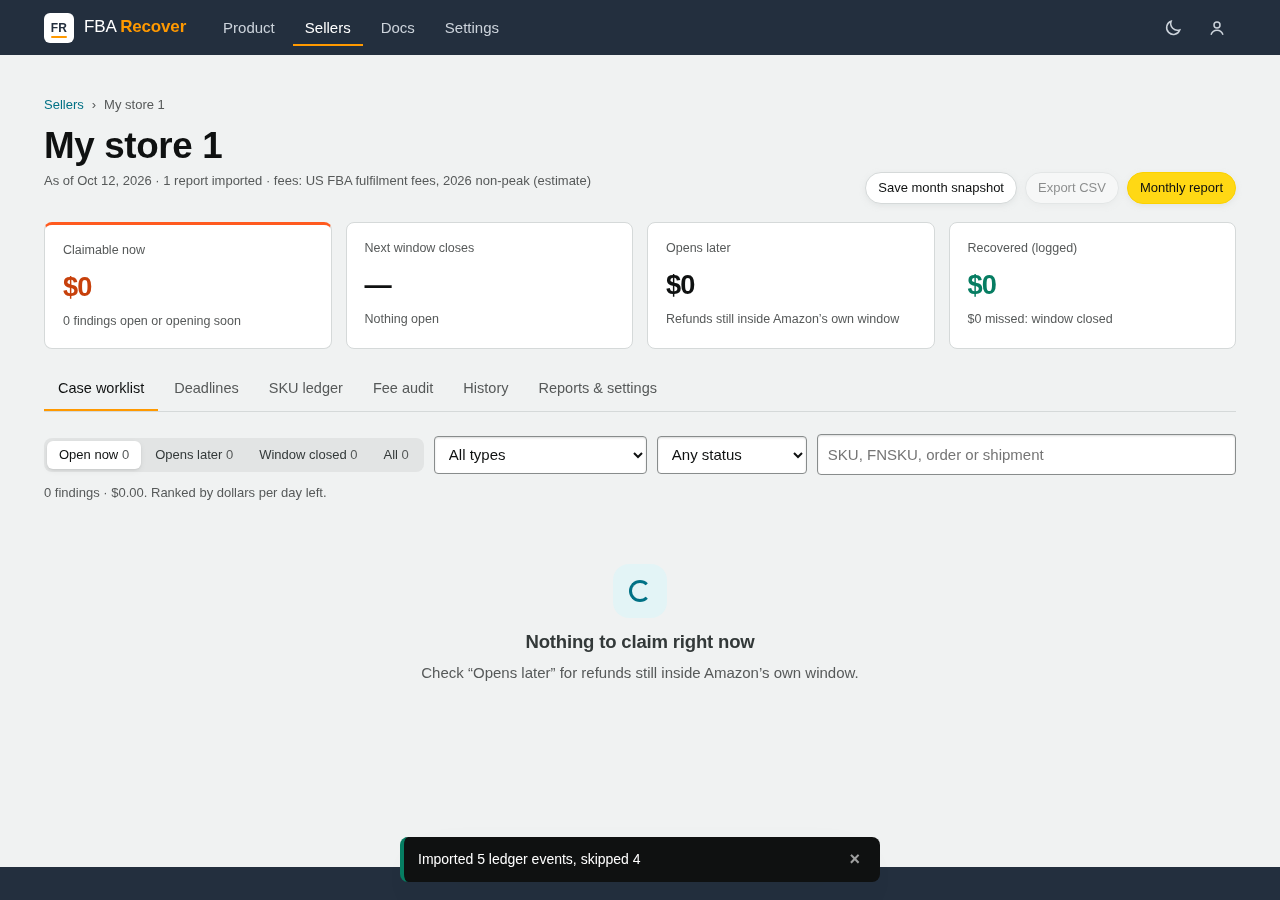 FR FBA Recover Product Sellers Docs Settings
Sellers › My store 1
My store 1
As of Oct 12, 2026 · 1 report imported · fees: US FBA fulfilment fees, 2026 non-peak (estimate)
Save month snapshot Export CSV Monthly report
Claimable now
$0
0 findings open or opening soon
Next window closes
—
Nothing open
Opens later
$0
Refunds still inside Amazon’s own window
Recovered (logged)
$0
$0 missed: window closed
Case worklist Deadlines SKU ledger Fee audit History Reports & settings
Open now 0 Opens later 0 Window closed 0 All 0 All types Any status SKU, FNSKU, order or shipment
0 findings · $0.00. Ranked by dollars per day left.
Nothing to claim right now
Check “Opens later” for refunds still inside Amazon’s own window.
Imported 5 ledger events, skipped 4 ×